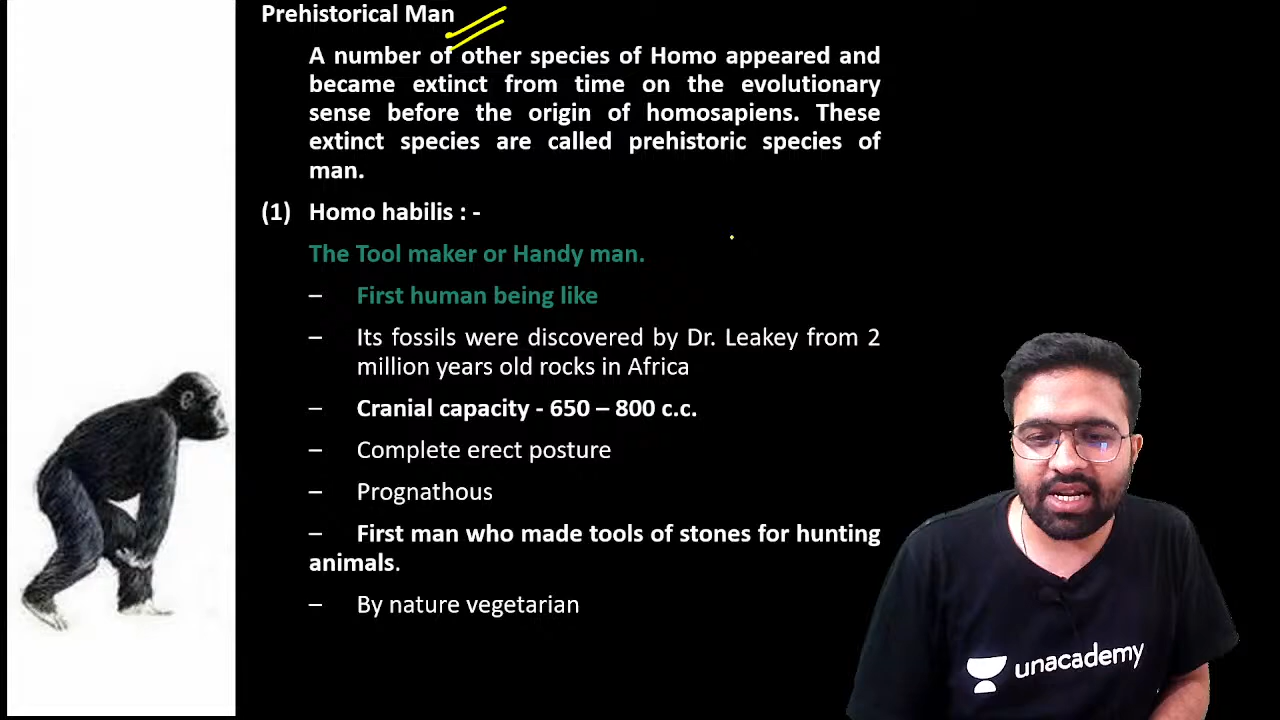 Prehistorical Man
A number of other species of Homo appeared and
became extinct from time on the evolutionary
sense before the origin of homosapiens. These
extinct species are called prehistoric species of
man.
(1) Homo habilis : -
The Tool maker or Handy man.
– First human being like
– Its fossils were discovered by Dr. Leakey from 2
million years old rocks in Africa
– Cranial capacity - 650 – 800 c.c.
– Complete erect posture
– Prognathous
– First man who made tools of stones for hunting
animals.
– By nature vegetarian
unacademy